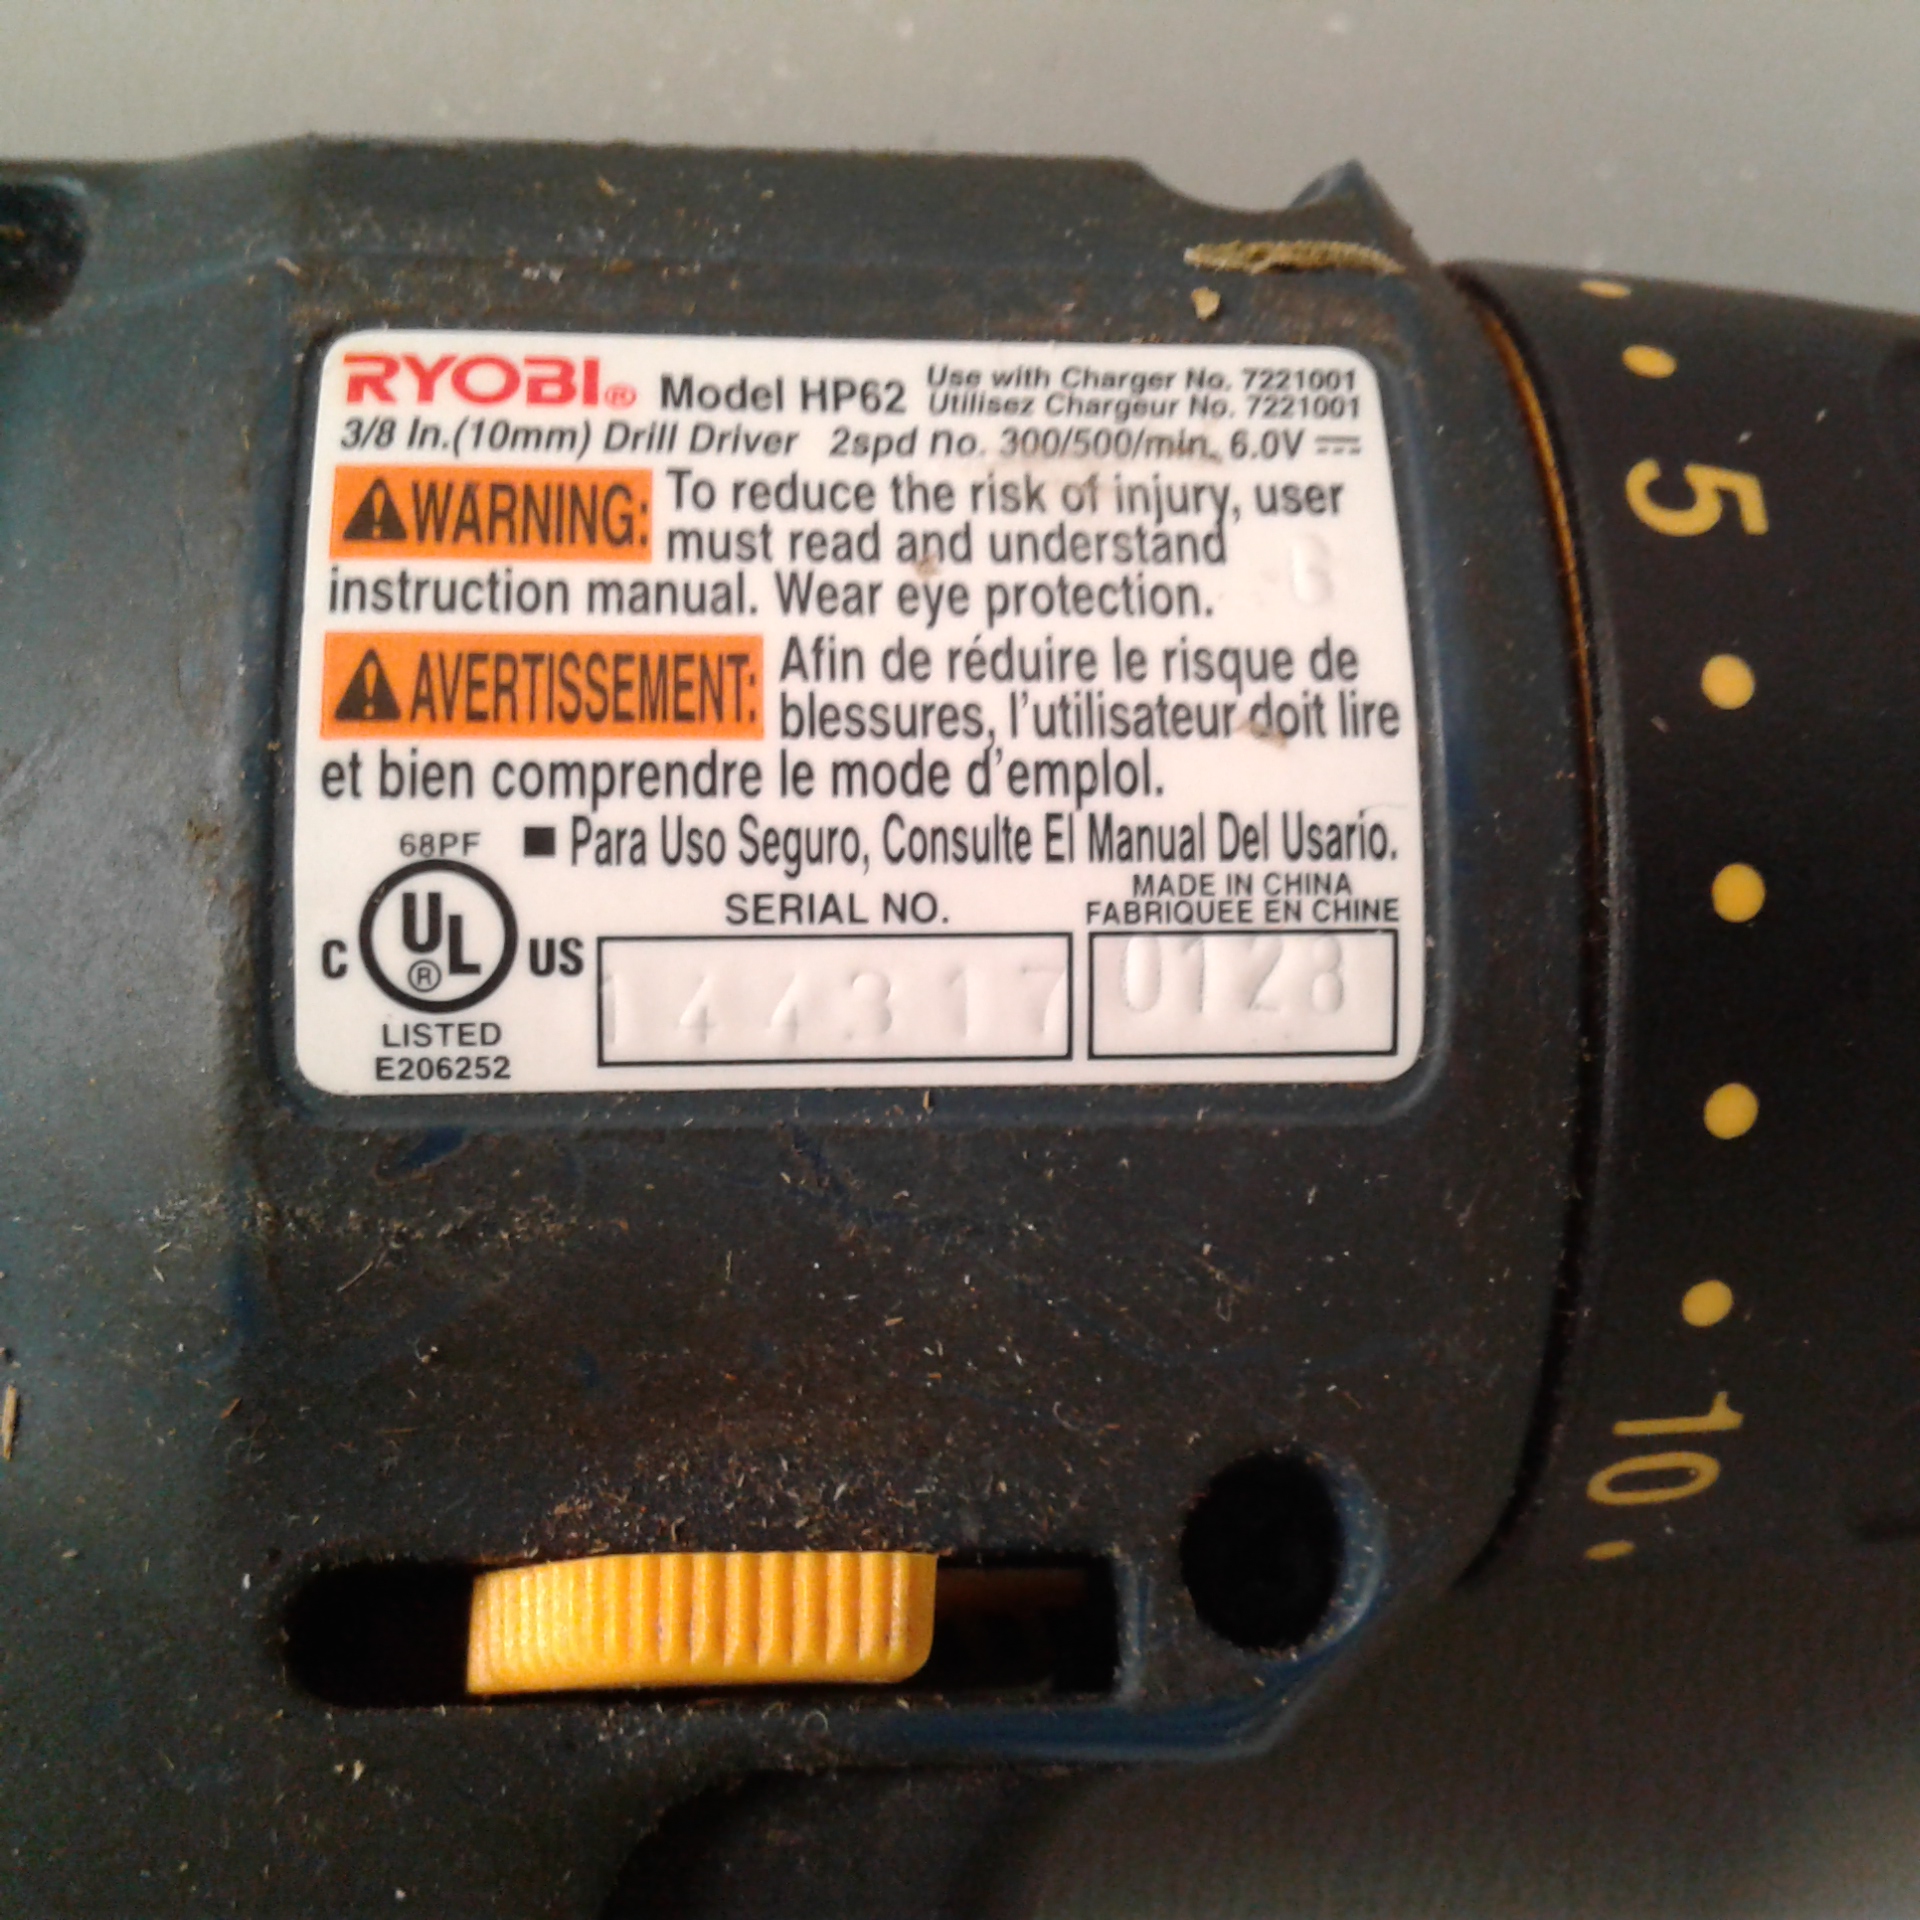 RYOBI® Model HP62 Use with Charger No. 7221001
Utilisez Chargeur No. 7221001
3/8 In.(10mm) Drill Driver 2spd no. 300/500/min. 6.0V
WARNING: To reduce the risk of injury, user
must read and understand
instruction manual. Wear eye protection.
6
AVERTISSEMENT: Afin de réduire le risque de
blessures, l'utilisateur doit lire
et bien comprendre le mode d'emplol.
68PF
■ Para Uso Seguro, Consulte El Manual Del Usario.
C UL® US
LISTED
E206252
SERIAL NO.
144317
MADE IN CHINA
FABRIQUEE EN CHINE
0128
5
10